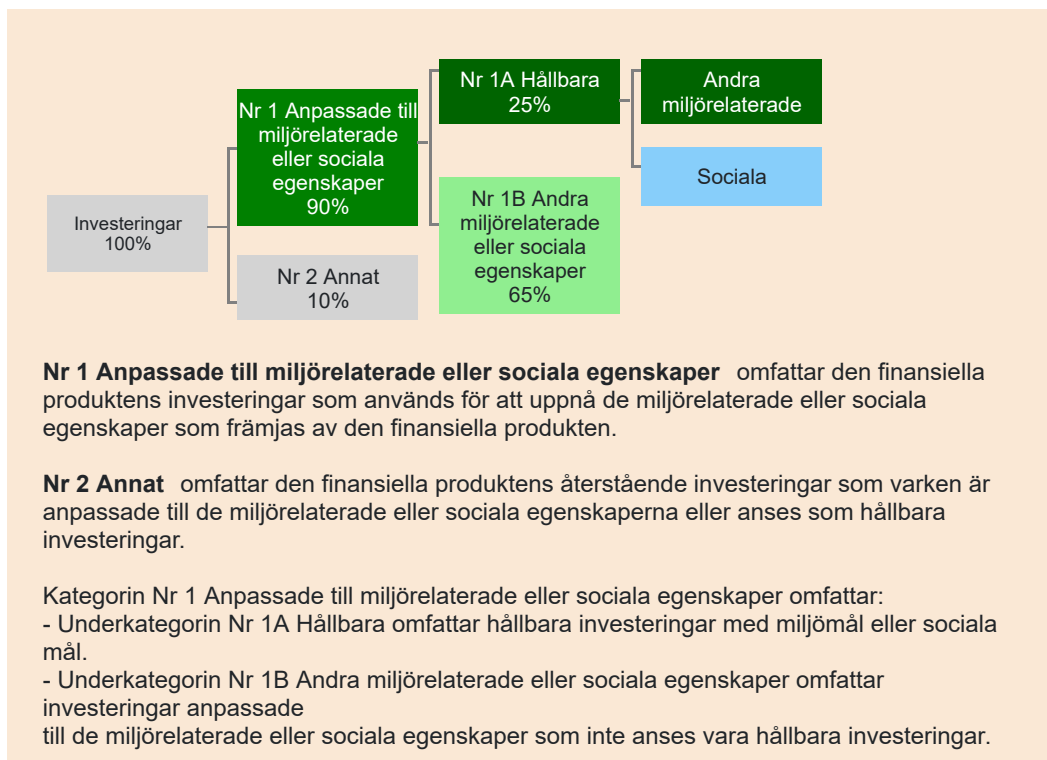 Investeringar
100%
Nr 1 Anpassade till
miljörelaterade
eller sociala
egenskaper
90%
Nr 2 Annat
10%
Nr 1A Hållbara
25%
Nr 1B Andra
miljörelaterade
eller sociala
egenskaper
65%
Andra
miljörelaterade
Sociala
Nr 1 Anpassade till miljörelaterade eller sociala egenskaper omfattar den finansiella
produktens investeringar som används för att uppnå de miljörelaterade eller sociala
egenskaper som främjas av den finansiella produkten.
Nr 2 Annat omfattar den finansiella produktens återstående investeringar som varken är
anpassade till de miljörelaterade eller sociala egenskaperna eller anses som hållbara
investeringar.
Kategorin Nr 1 Anpassade till miljörelaterade eller sociala egenskaper omfattar:
- Underkategorin Nr 1A Hållbara omfattar hållbara investeringar med miljömål eller sociala
mål.
- Underkategorin Nr 1B Andra miljörelaterade eller sociala egenskaper omfattar
investeringar anpassade
till de miljörelaterade eller sociala egenskaper som inte anses vara hållbara investeringar.